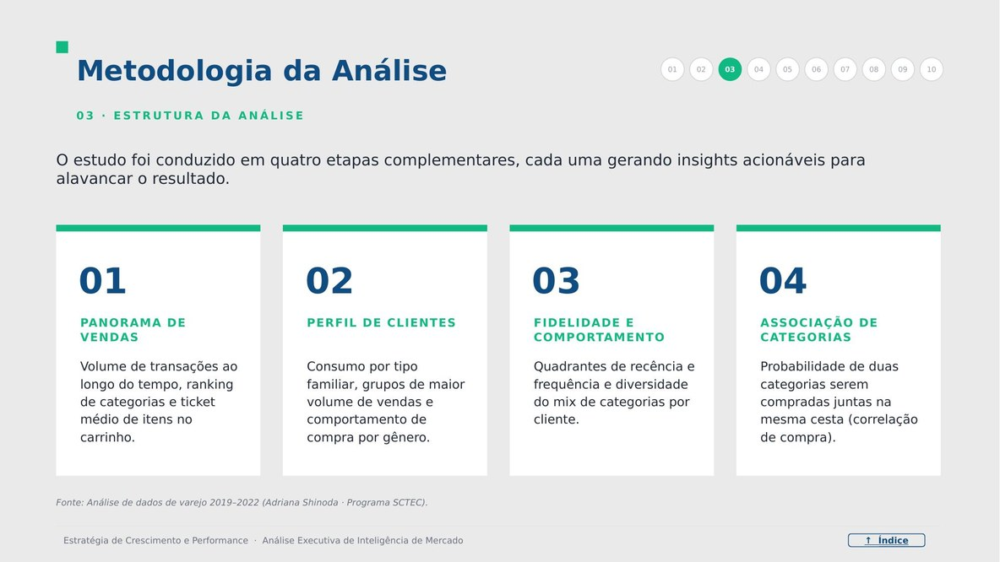 Metodologia da Análise
01 02 03 04 05 06 07 08 09 10
03 · ESTRUTURA DA ANÁLISE
O estudo foi conduzido em quatro etapas complementares, cada uma gerando insights acionáveis para
alavancar o resultado.
01
PANORAMA DE
VENDAS
Volume de transações ao
longo do tempo, ranking
de categorias e ticket
médio de itens no
carrinho.
02
PERFIL DE CLIENTES
Consumo por tipo
familiar, grupos de maior
volume de vendas e
comportamento de
compra por gênero.
03
FIDELIDADE E
COMPORTAMENTO
Quadrantes de recência e
frequência e diversidade
do mix de categorias por
cliente.
04
ASSOCIAÇÃO DE
CATEGORIAS
Probabilidade de duas
categorias serem
compradas juntas na
mesma cesta (correlação
de compra).
Fonte: Análise de dados de varejo 2019–2022 (Adriana Shinoda · Programa SCTEC).
Estratégia de Crescimento e Performance · Análise Executiva de Inteligência de Mercado
↑ Índice